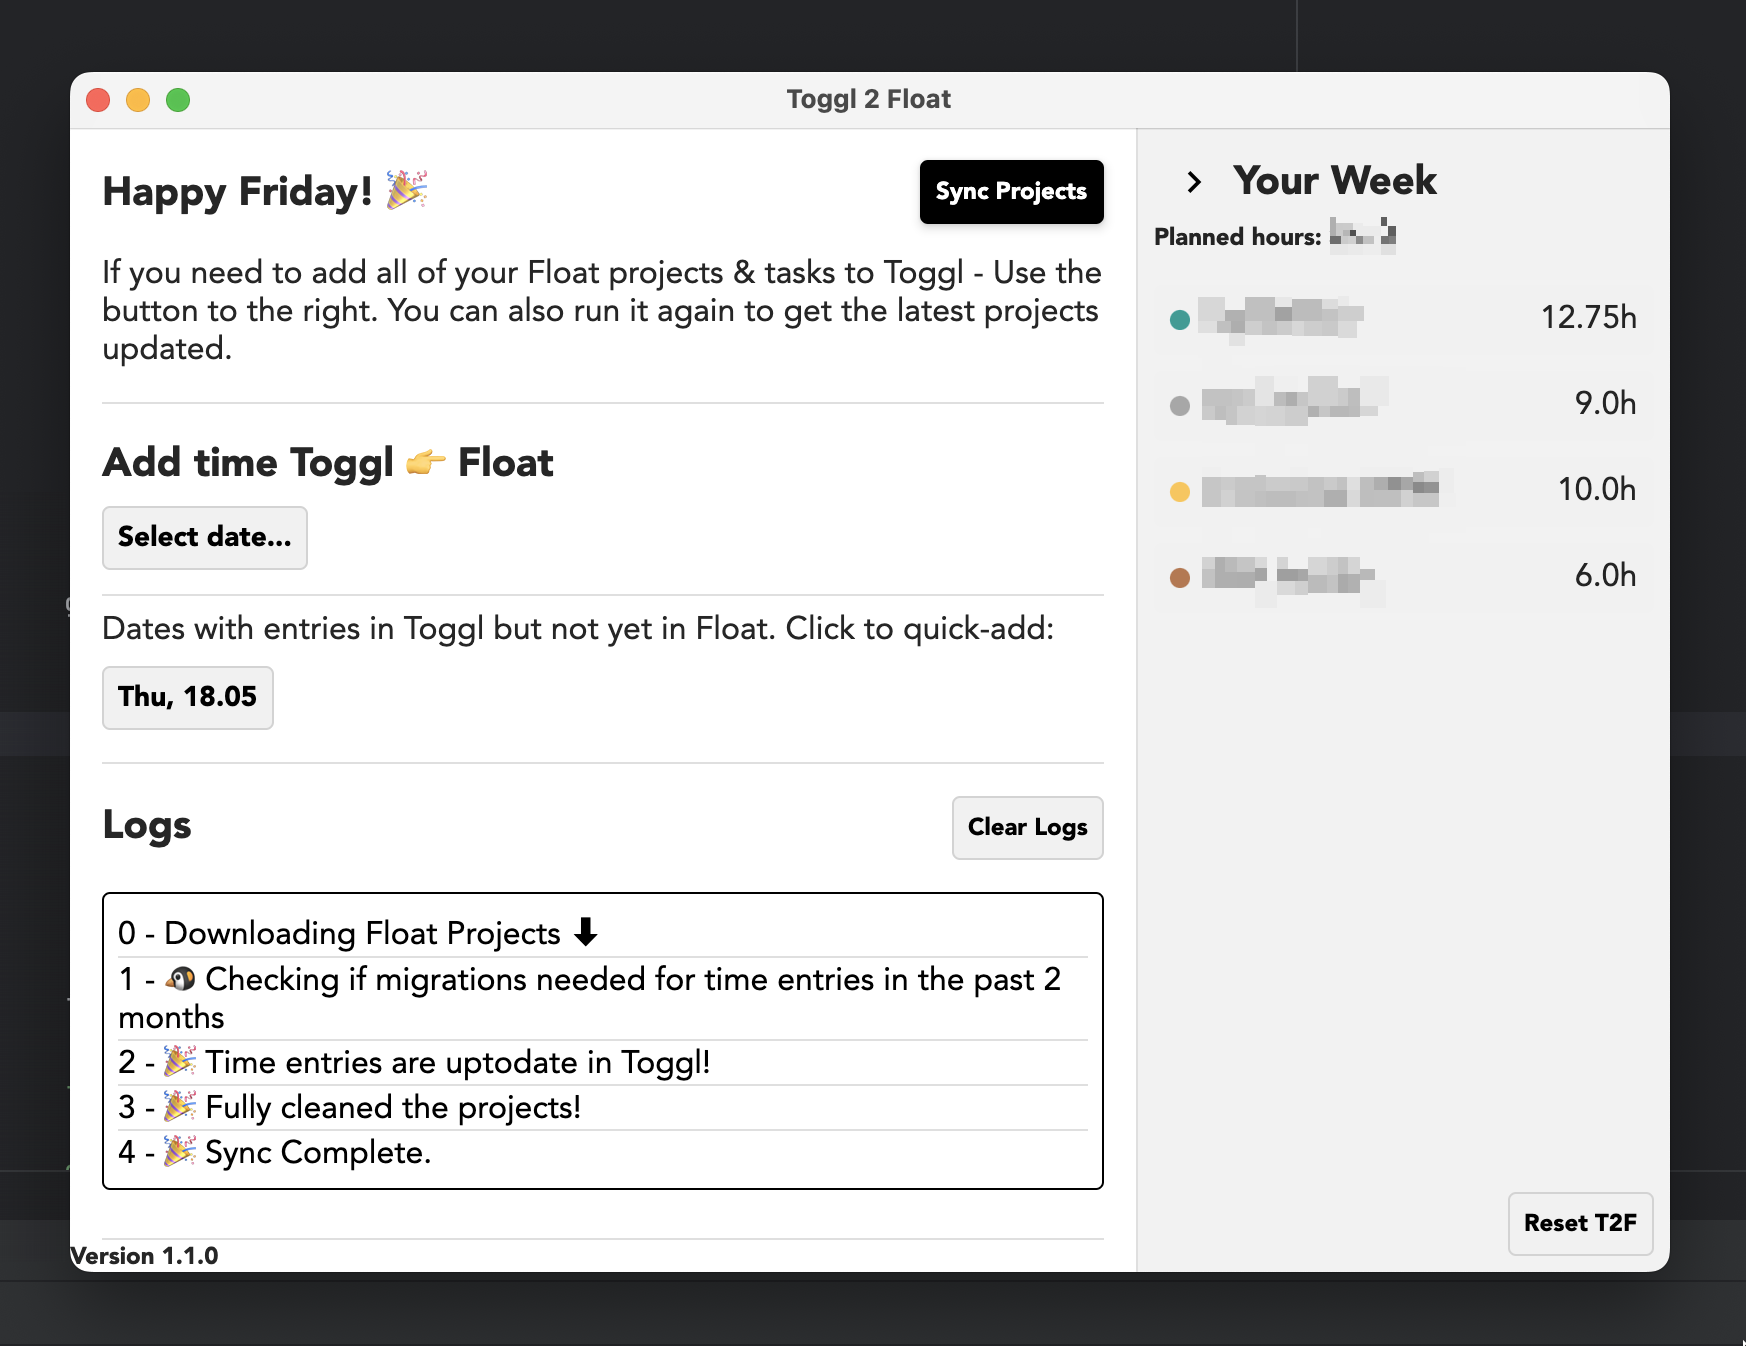 Toggl 2 Float
Happy Friday! 🎉
Sync Projects
If you need to add all of your Float projects & tasks to Toggl - Use the
button to the right. You can also run it again to get the latest projects
updated.
Add time Toggl 👉 Float
Select date...
Dates with entries in Toggl but not yet in Float. Click to quick-add:
Thu, 18.05
Logs
Clear Logs
0 - Downloading Float Projects ⬇
1 - 🐧 Checking if migrations needed for time entries in the past 2
months
2 - 🎉 Time entries are uptodate in Toggl!
3 - 🎉 Fully cleaned the projects!
4 - 🎉 Sync Complete.
Version 1.1.0
Your Week
Planned hours:
12.75h
9.0h
10.0h
6.0h
Reset T2F